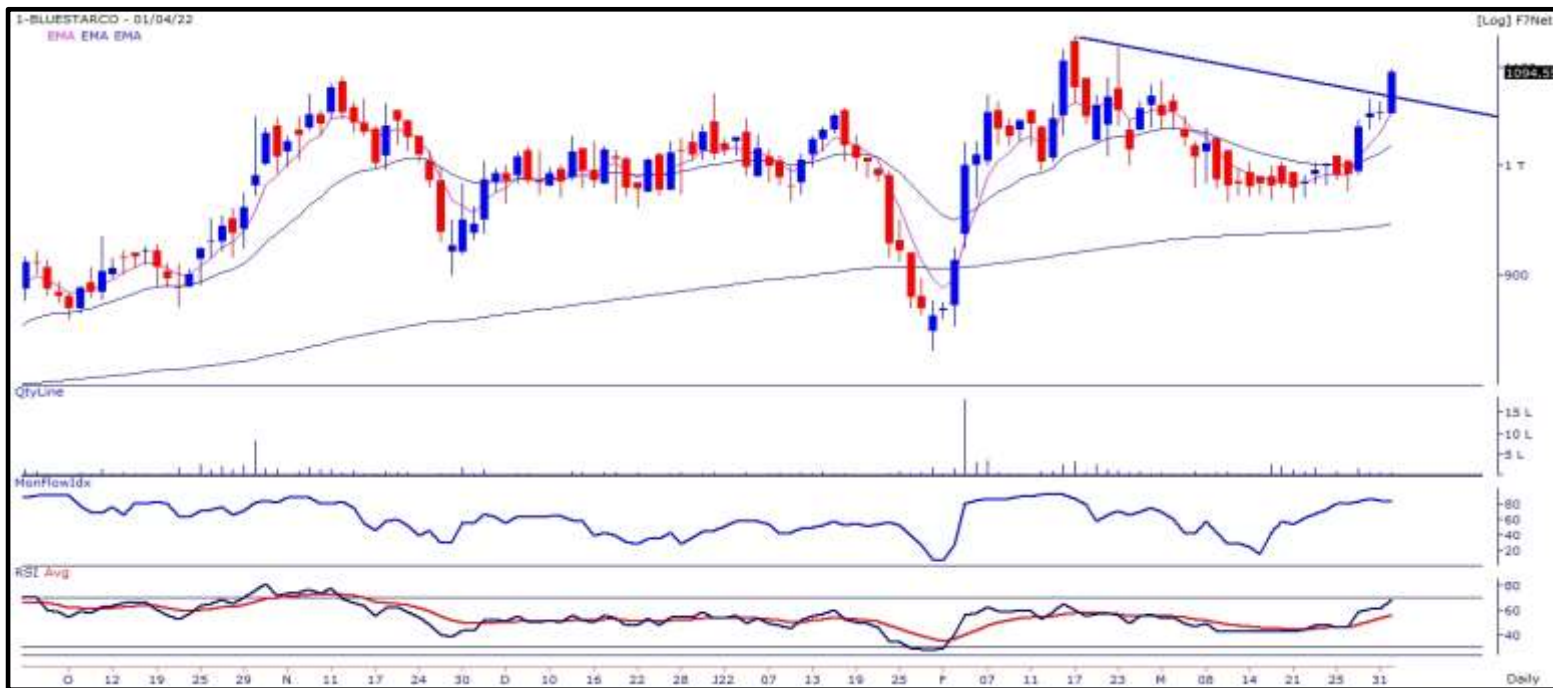 1-BLUESTARCO - 01/04/22
[Log] F7Net
EMA EMA EMA
1094.55
1 T
900
QtyLine
15 L
10 L
5 L
MonFlowIdx
80
60
40
20
RSI Avg
80
60
40
O 12 19 25 N 11 17 24 30 D 10 16 22 28 J22 07 13 19 25 F 07 11 17 23 M 08 14 21 25 31 Daily